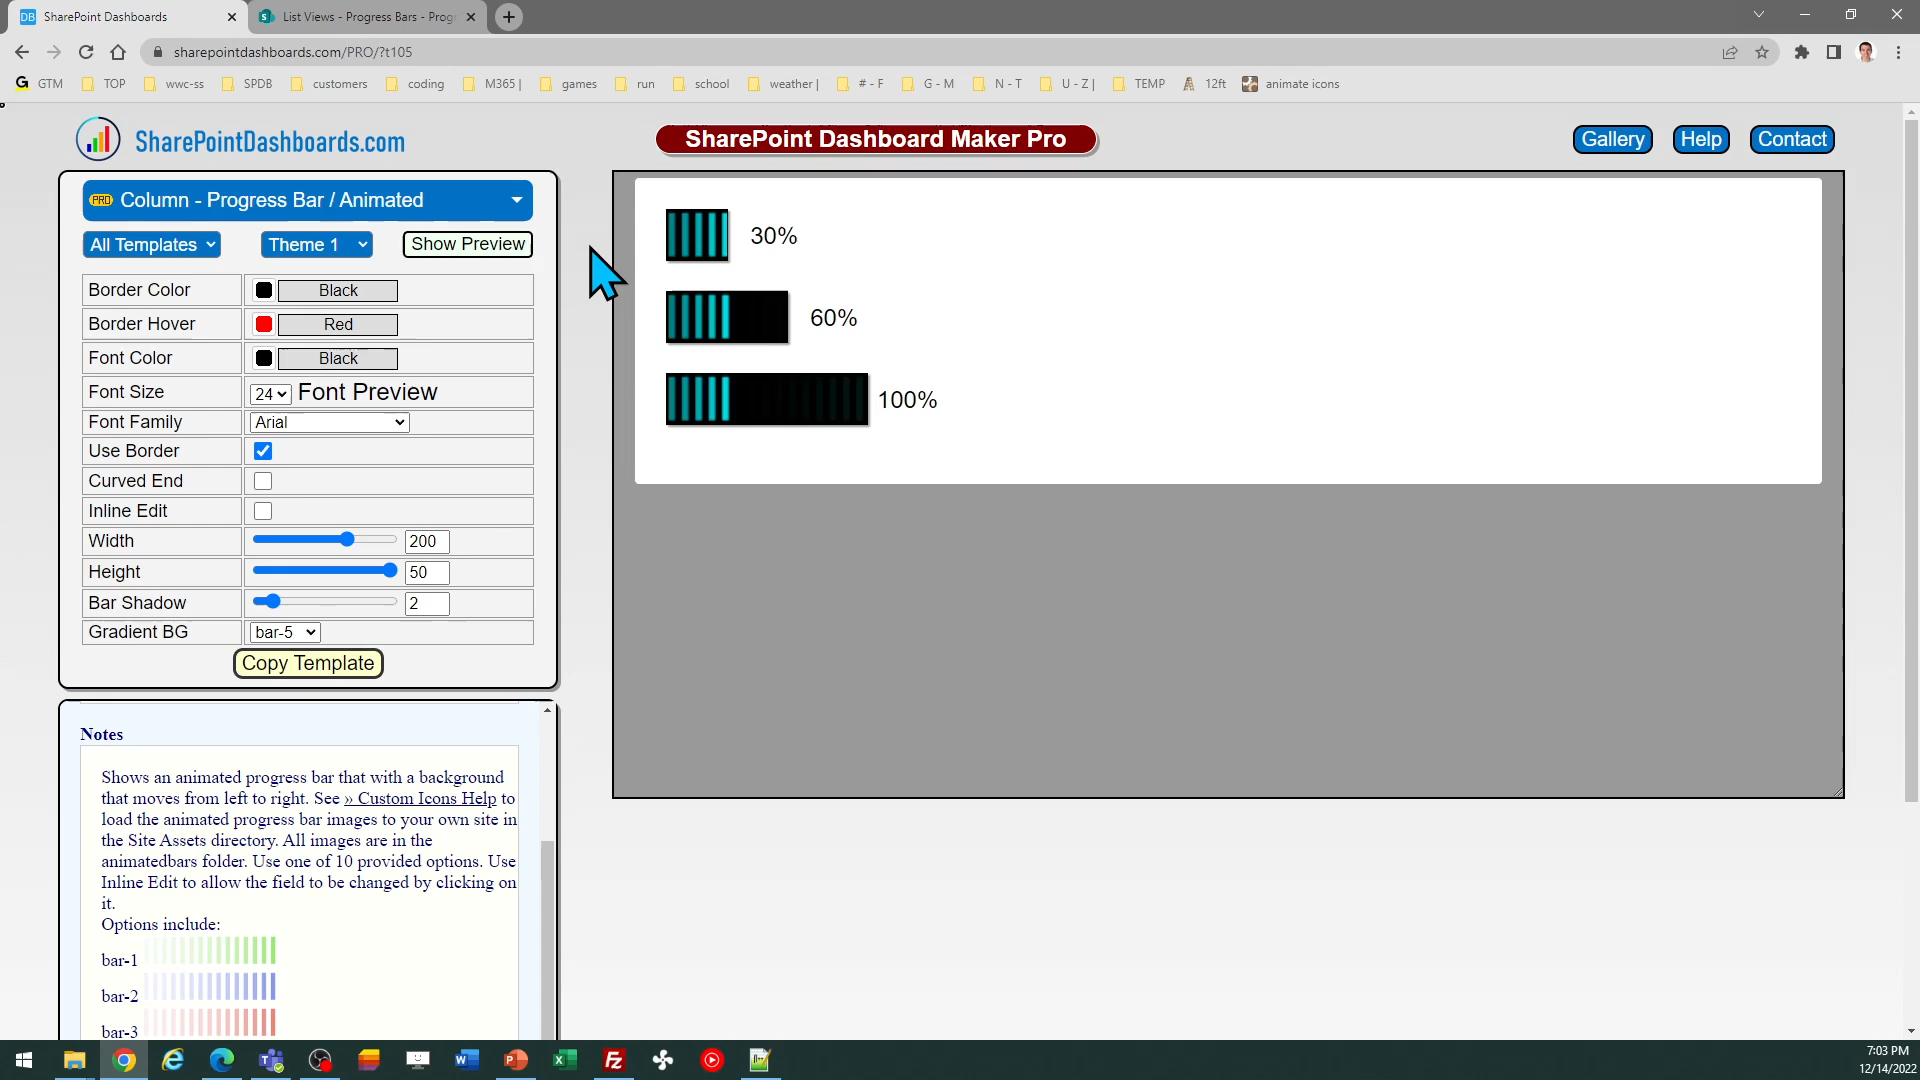 SharePoint Dashboards
List Views - Progress Bars - Prog
sharepointdashboards.com/PRO/?t105
GTM
TOP
wwc-ss
SPDB
customers
coding
M365 |
games
run
school
weather |
# - F
G - M
N - T
U - Z |
TEMP
12ft
animate icons
SharePointDashboards.com
SharePoint Dashboard Maker Pro
Gallery
Help
Contact
PRO Column - Progress Bar / Animated
All Templates
Theme 1
Show Preview
Border Color
Black
Border Hover
Red
Font Color
Black
Font Size
24
Font Preview
Font Family
Arial
Use Border
Curved End
Inline Edit
Width
200
Height
50
Bar Shadow
2
Gradient BG
bar-5
Copy Template
30%
60%
100%
Notes
Shows an animated progress bar that with a background
that moves from left to right. See » Custom Icons Help to
load the animated progress bar images to your own site in
the Site Assets directory. All images are in the
animatedbars folder. Use one of 10 provided options. Use
Inline Edit to allow the field to be changed by clicking on
it.
Options include:
bar-1
bar-2
bar-3
7:03 PM
12/14/2022